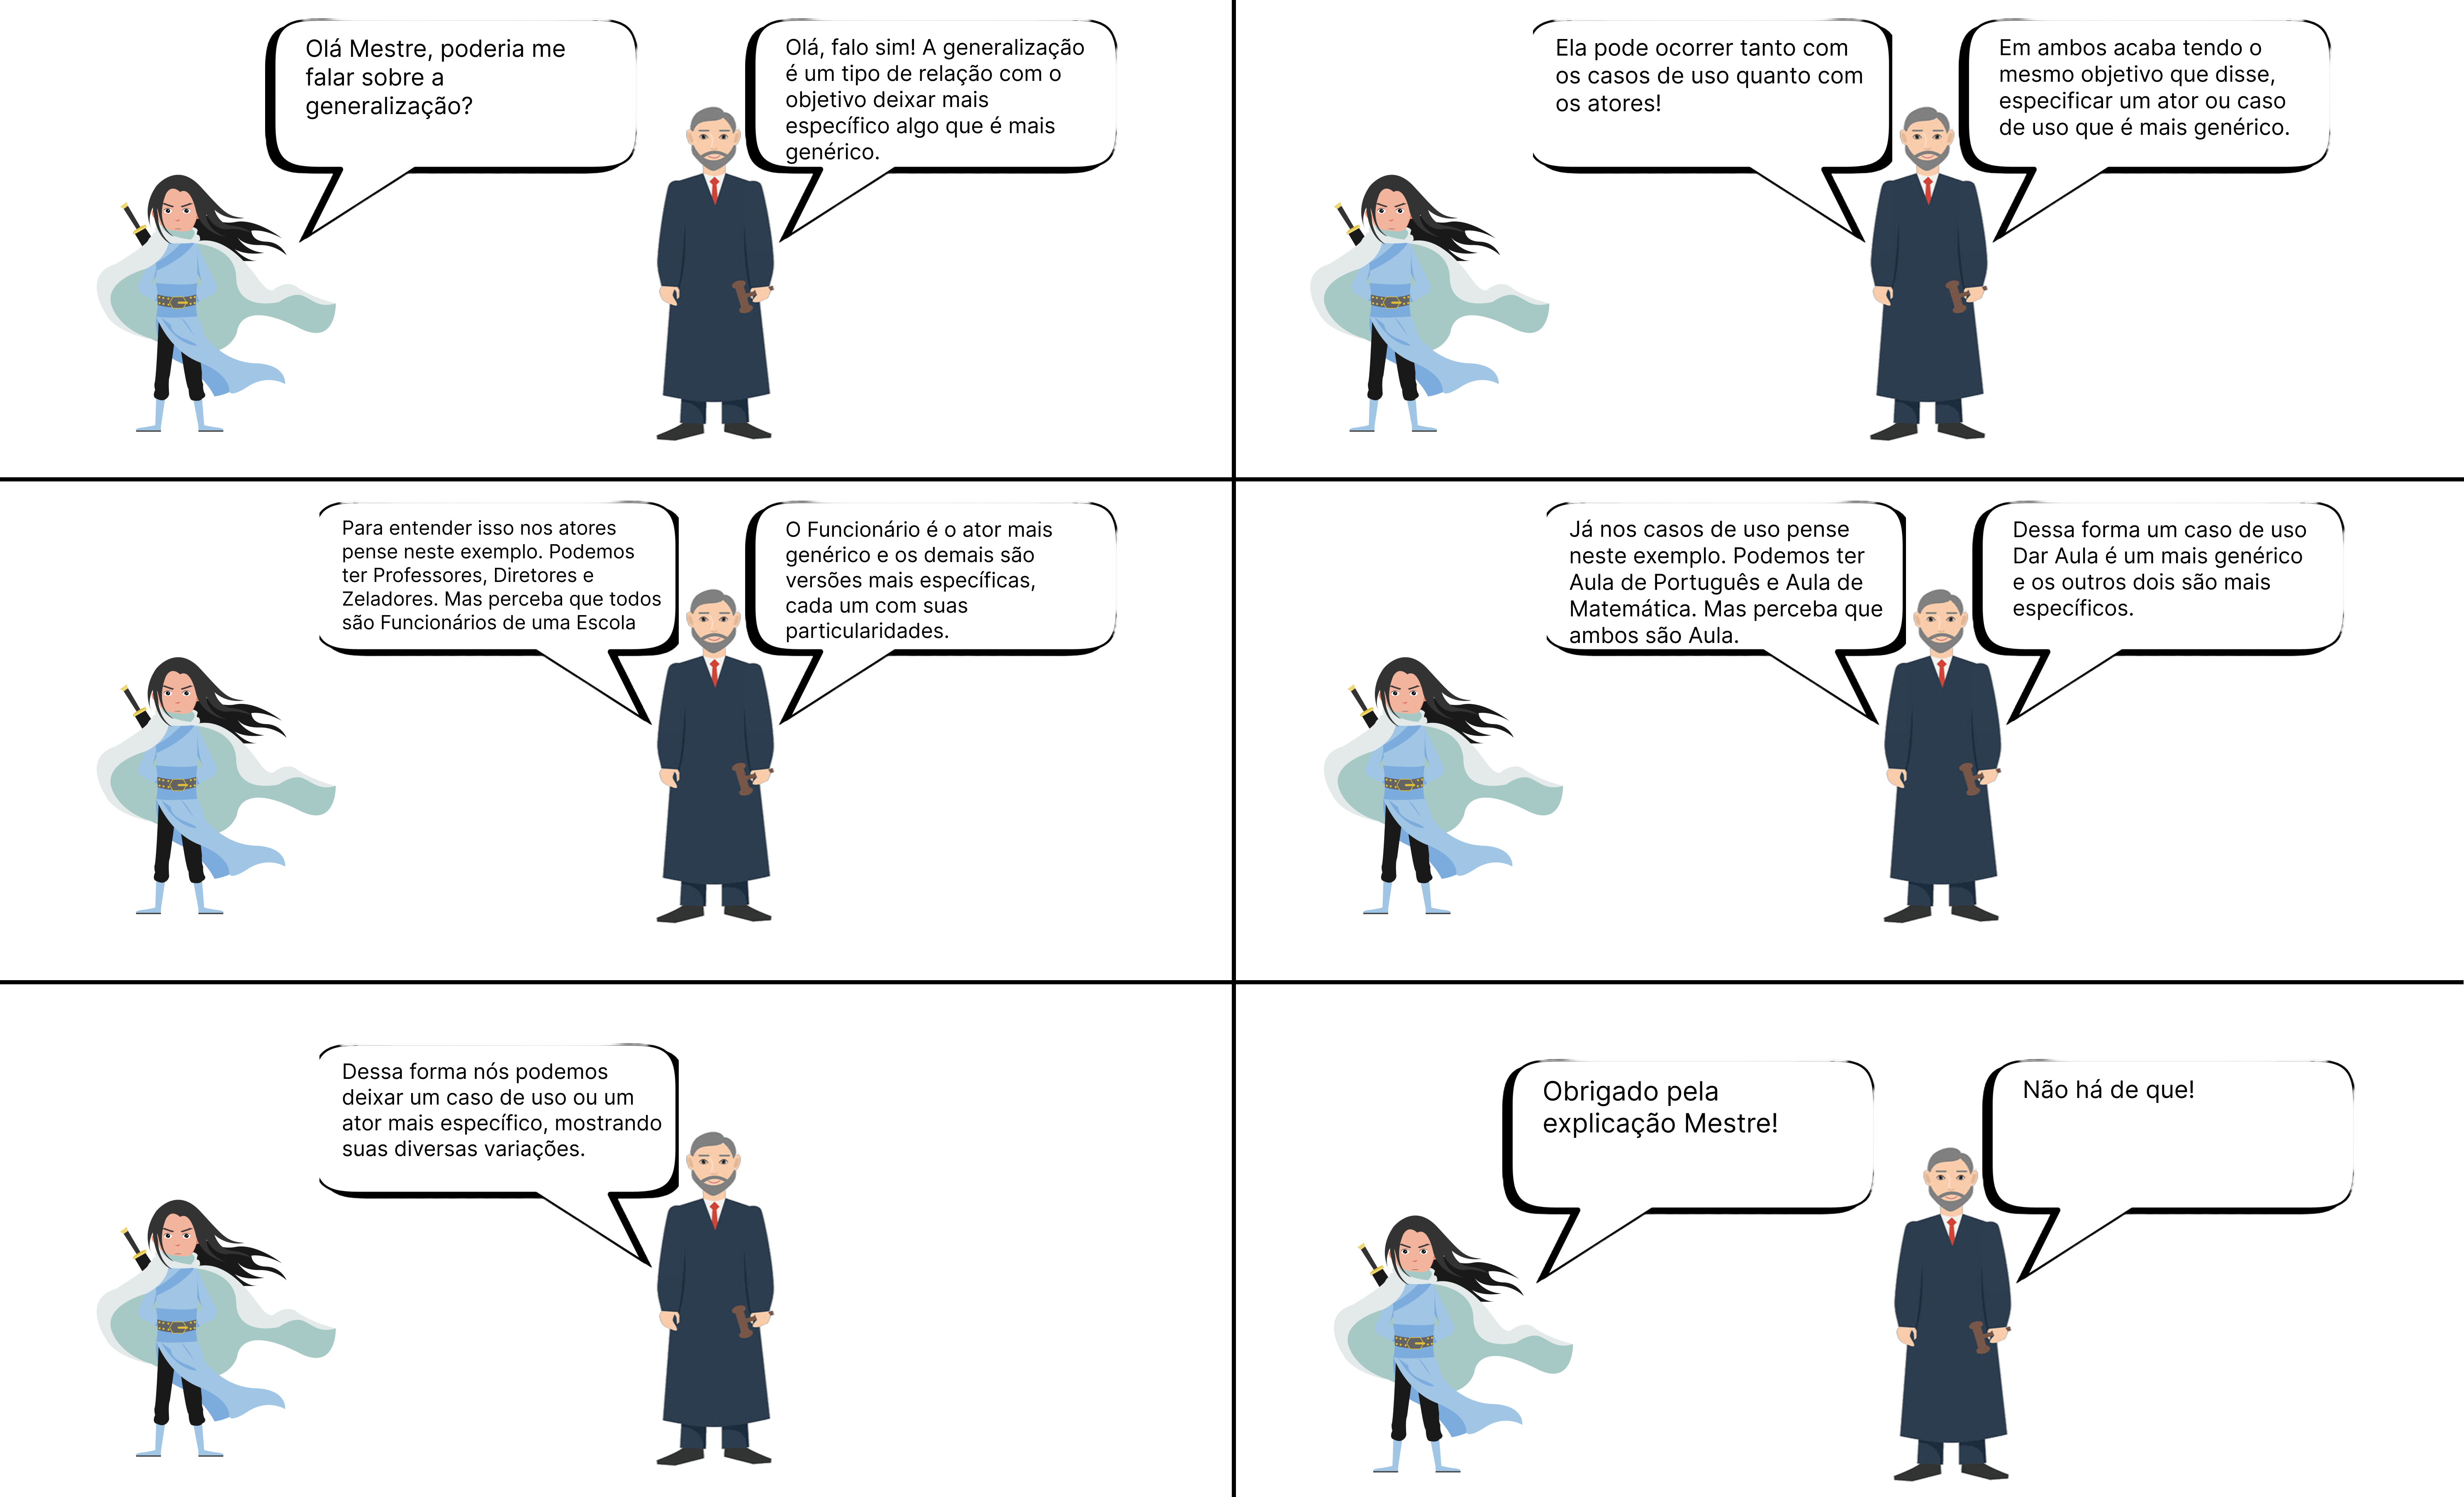 Olá Mestre, poderia me
falar sobre a
generalização?
Olá, falo sim! A generalização
é um tipo de relação com o
objetivo deixar mais
específico algo que é mais
genérico.
Ela pode ocorrer tanto com
os casos de uso quanto com
os atores!
Em ambos acaba tendo o
mesmo objetivo que disse,
especificar um ator ou caso
de uso que é mais genérico.
Para entender isso nos atores
pense neste exemplo. Podemos
ter Professores, Diretores e
Zeladores. Mas perceba que todos
são Funcionários de uma Escola
O Funcionário é o ator mais
genérico e os demais são
versões mais específicas,
cada um com suas
particularidades.
Já nos casos de uso pense
neste exemplo. Podemos ter
Aula de Português e Aula de
Matemática. Mas perceba que
ambos são Aula.
Dessa forma um caso de uso
Dar Aula é um mais genérico
e os outros dois são mais
específicos.
Dessa forma nós podemos
deixar um caso de uso ou um
ator mais específico, mostrando
suas diversas variações.
Obrigado pela
explicação Mestre!
Não há de que!